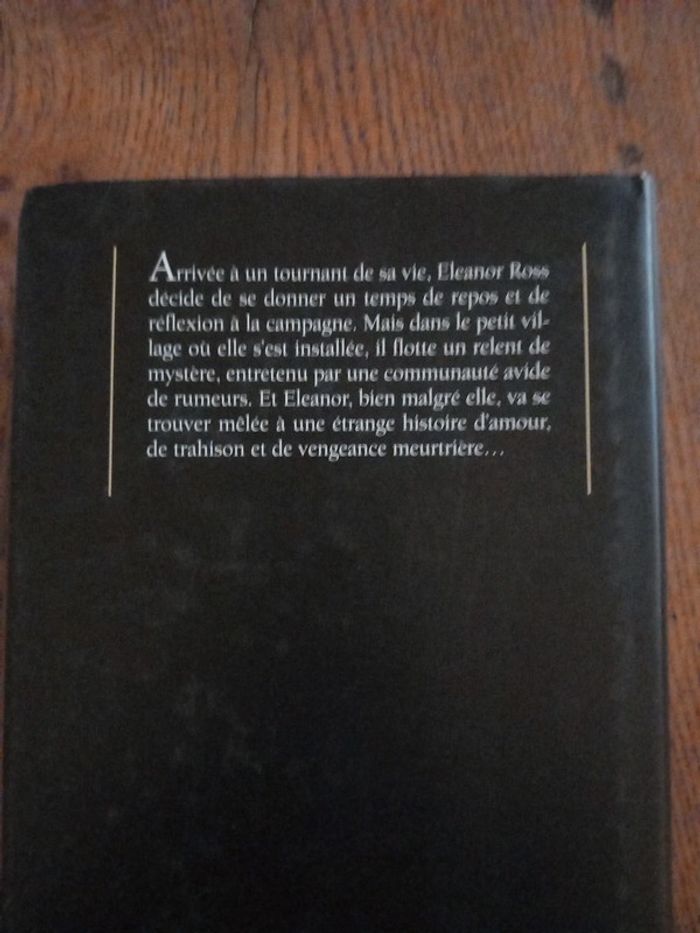 Arrivée à un tournant de sa vie, Eleanor Ross
décide de se donner un temps de repos et de
réflexion à la campagne. Mais dans le petit vil-
lage où elle s'est installée, il flotte un relent de
mystère, entretenu par une communauté avide
de rumeurs. Et Eleanor, bien malgré elle, va se
trouver mêlée à une étrange histoire d'amour,
de trahison et de vengeance meurtrière...